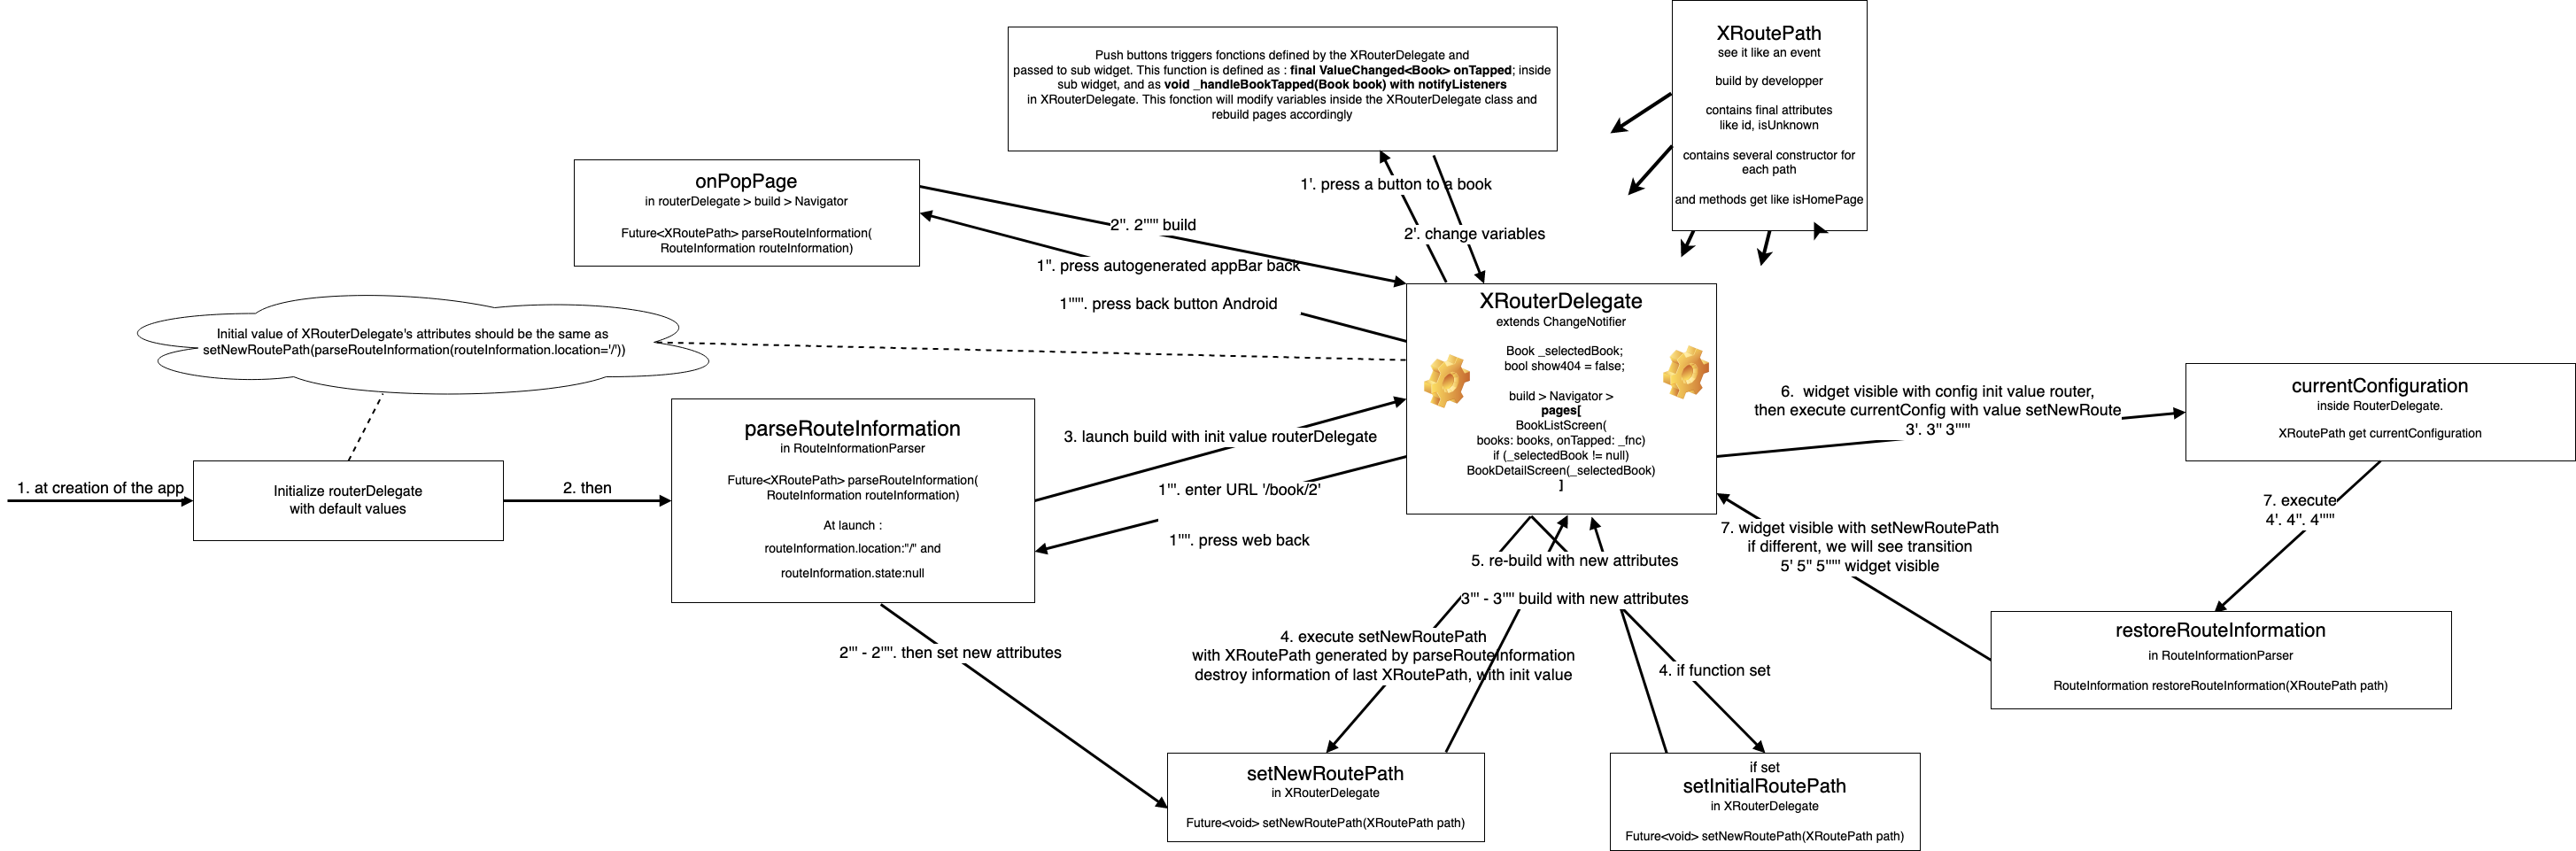 XRoutePath
see it like an event
build by developper
contains final attributes
like id, isUnknown
contains several constructor for
each path
and methods get like isHomePage
Push buttons triggers fonctions defined by the XRouterDelegate and
passed to sub widget. This function is defined as : final ValueChanged<Book> onTapped; inside
sub widget, and as void _handleBookTapped(Book book) with notifyListeners
in XRouterDelegate. This fonction will modify variables inside the XRouterDelegate class and
rebuild pages accordingly
onPopPage
in routerDelegate > build > Navigator
Future<XRoutePath> parseRouteInformation(
RouteInformation routeInformation)
1'. press a button to a book
2'. change variables
2''. 2''''' build
1''. press autogenerated appBar back
1'''''. press back button Android
Initial value of XRouterDelegate's attributes should be the same as
setNewRoutePath(parseRouteInformation(routeInformation.location='/'))
XRouterDelegate
extends ChangeNotifier
Book _selectedBook;
bool show404 = false;
build > Navigator >
pages[
BookListScreen(
books: books, onTapped: _fnc)
if (_selectedBook != null)
BookDetailScreen(_selectedBook)
]
1. at creation of the app
Initialize routerDelegate
with default values
2. then
parseRouteInformation
in RouteInformationParser
Future<XRoutePath> parseRouteInformation(
RouteInformation routeInformation)
At launch :
routeInformation.location:"/" and
routeInformation.state:null
3. launch build with init value routerDelegate
1'''. enter URL '/book/2'
1''''. press web back
6. widget visible with config init value router,
then execute currentConfig with value setNewRoute
3'. 3'' 3'''''
currentConfiguration
inside RouterDelegate.
XRoutePath get currentConfiguration
7. execute
4'. 4''. 4'''''
7. widget visible with setNewRoutePath
if different, we will see transition
5' 5'' 5''''' widget visible
restoreRouteInformation
in RouteInformationParser
RouteInformation restoreRouteInformation(XRoutePath path)
5. re-build with new attributes
3''' - 3'''' build with new attributes
2''' - 2''''. then set new attributes
4. execute setNewRoutePath
with XRoutePath generated by parseRouteInformation
destroy information of last XRoutePath, with init value
4. if function set
setNewRoutePath
in XRouterDelegate
Future<void> setNewRoutePath(XRoutePath path)
if set
setInitialRoutePath
in XRouterDelegate
Future<void> setNewRoutePath(XRoutePath path)